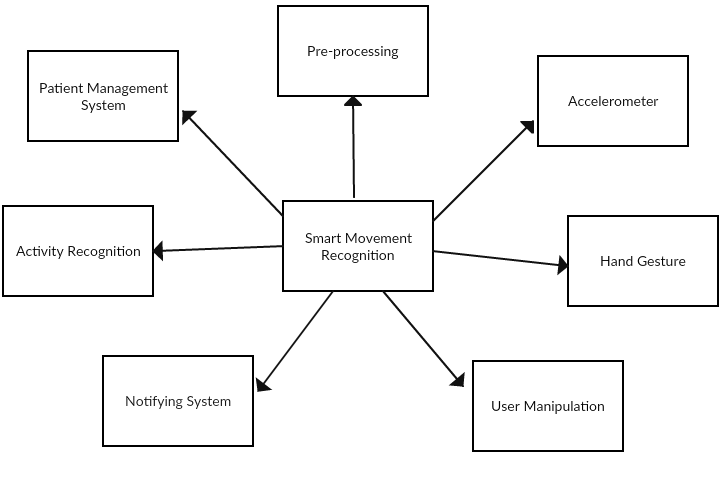 Pre-processing
Patient Management
System
Accelerometer
Smart Movement
Recognition
Activity Recognition
Hand Gesture
Notifying System
User Manipulation